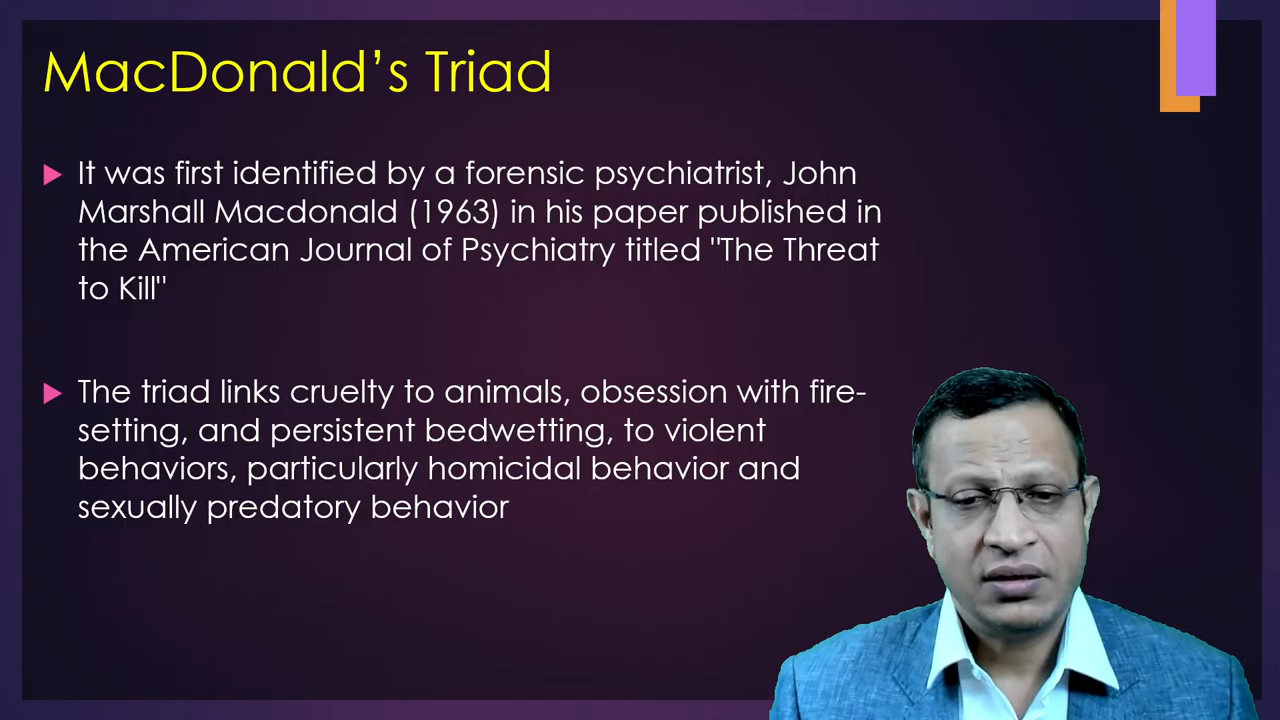 MacDonald’s Triad
It was first identified by a forensic psychiatrist, John
Marshall Macdonald (1963) in his paper published in
the American Journal of Psychiatry titled "The Threat
to Kill"
The triad links cruelty to animals, obsession with fire-
setting, and persistent bedwetting, to violent
behaviors, particularly homicidal behavior and
sexually predatory behavior